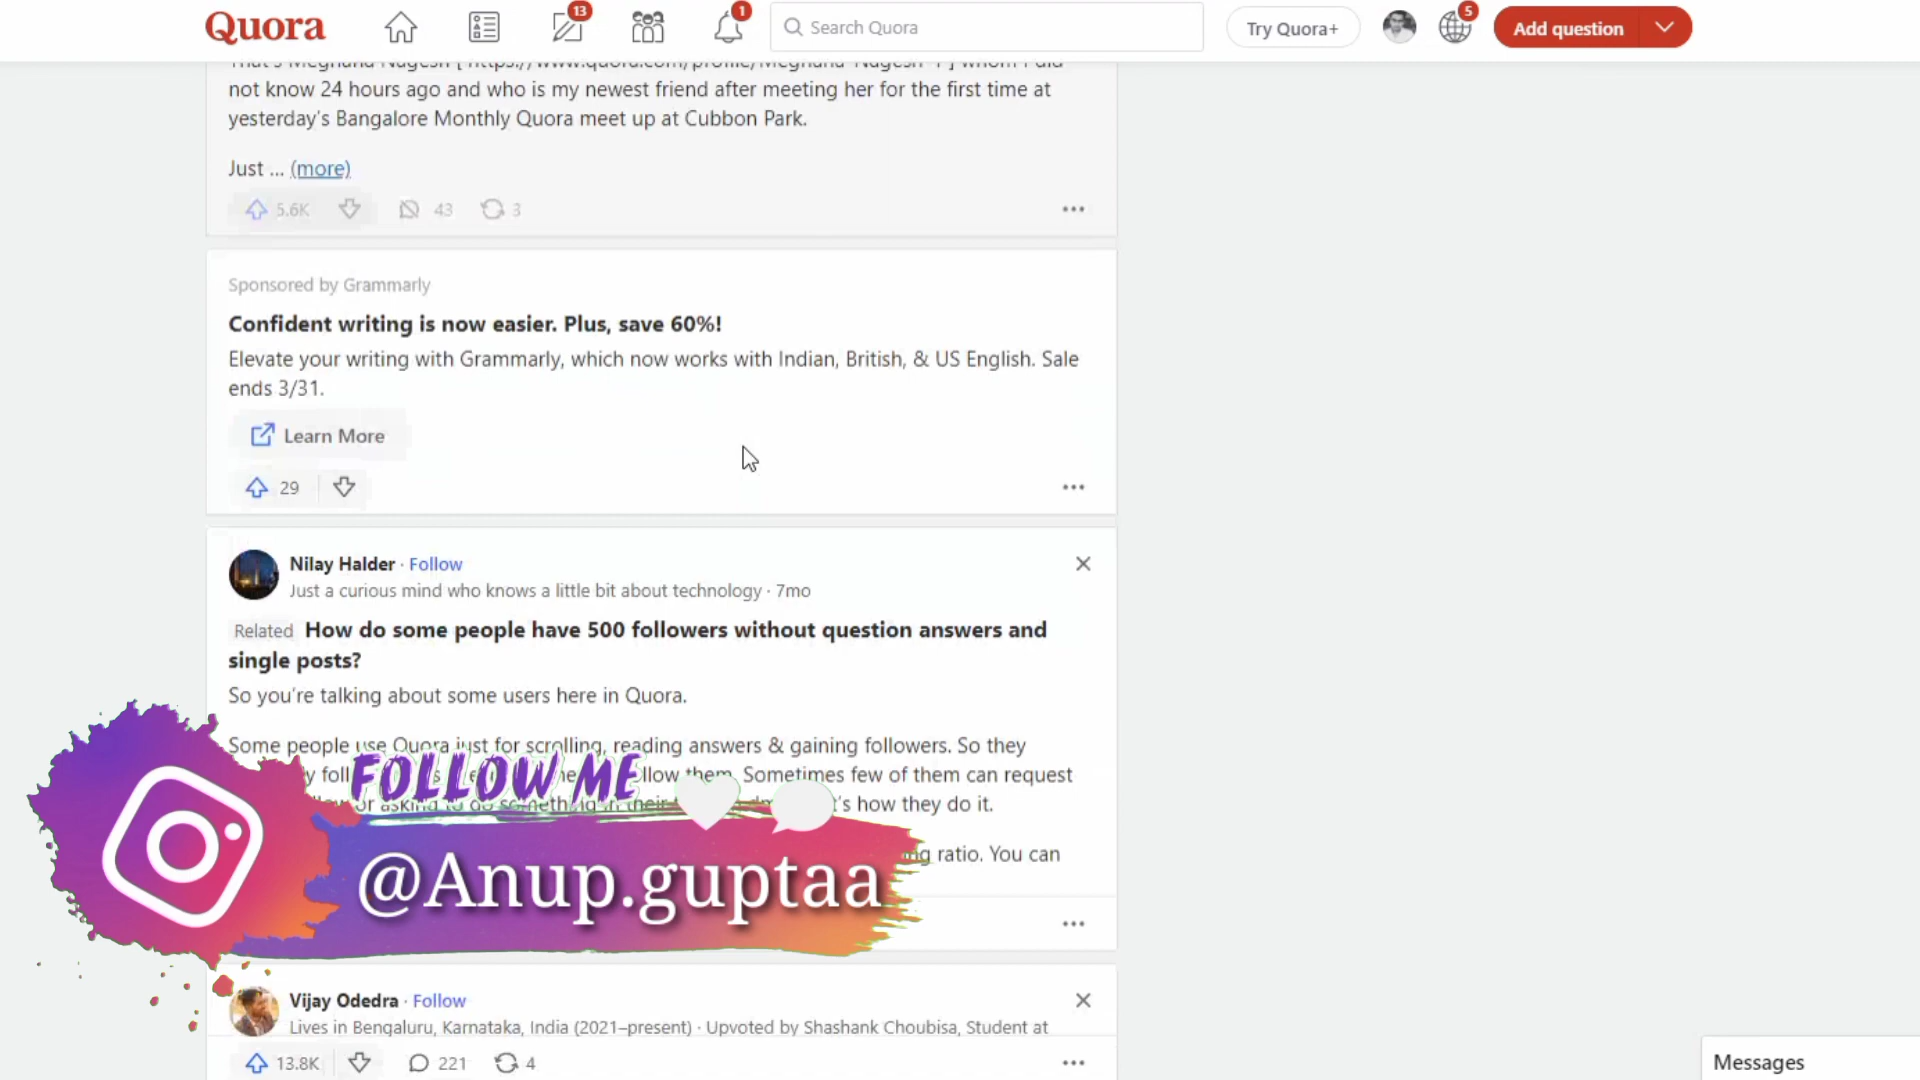 Quora
13
1
Search Quora
Try Quora+
5
Add question
not know 24 hours ago and who is my newest friend after meeting her for the first time at
yesterday's Bangalore Monthly Quora meet up at Cubbon Park.
Just ... (more)
5.6K
43
3
Sponsored by Grammarly
Confident writing is now easier. Plus, save 60%!
Elevate your writing with Grammarly, which now works with Indian, British, & US English. Sale
ends 3/31.
Learn More
29
Nilay Halder · Follow
Just a curious mind who knows a little bit about technology · 7mo
Related How do some people have 500 followers without question answers and
single posts?
So you're talking about some users here in Quora.
Some people use Quora just for scrolling, reading answers & gaining followers. So they
them. Sometimes few of them can request
or asking to do something in their 's how they do it.
ratio. You can
FOLLOW ME
@Anup.guptaa
Vijay Odedra · Follow
Lives in Bengaluru, Karnataka, India (2021–present) · Upvoted by Shashank Choubisa, Student at
13.8K
221
4
Messages